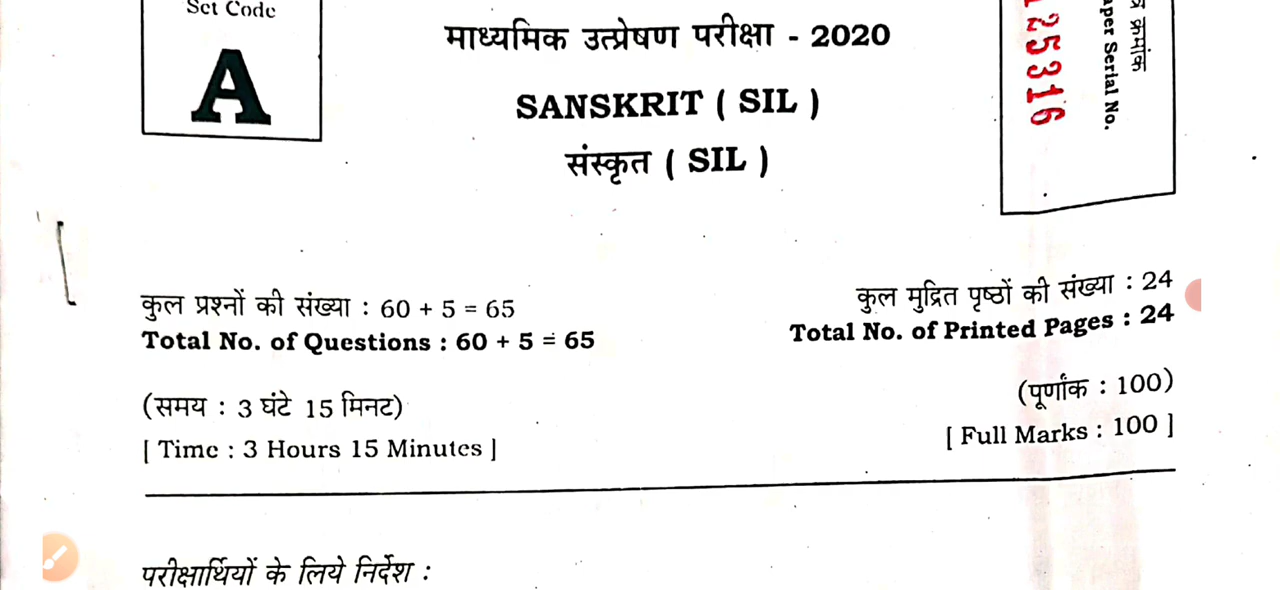 Set Code
A
माध्यमिक उत्प्रेषण परीक्षा - 2020
SANSKRIT ( SIL )
संस्कृत ( SIL )
क्रमांक
Serial No.
25316
कुल प्रश्नों की संख्या : 60 + 5 = 65
Total No. of Questions : 60 + 5 = 65
कुल मुद्रित पृष्ठों की संख्या : 24
Total No. of Printed Pages : 24
(समय : 3 घंटे 15 मिनट)
[ Time : 3 Hours 15 Minutes ]
(पूर्णांक : 100)
[ Full Marks : 100 ]
परीक्षार्थियों के लिये निर्देश :